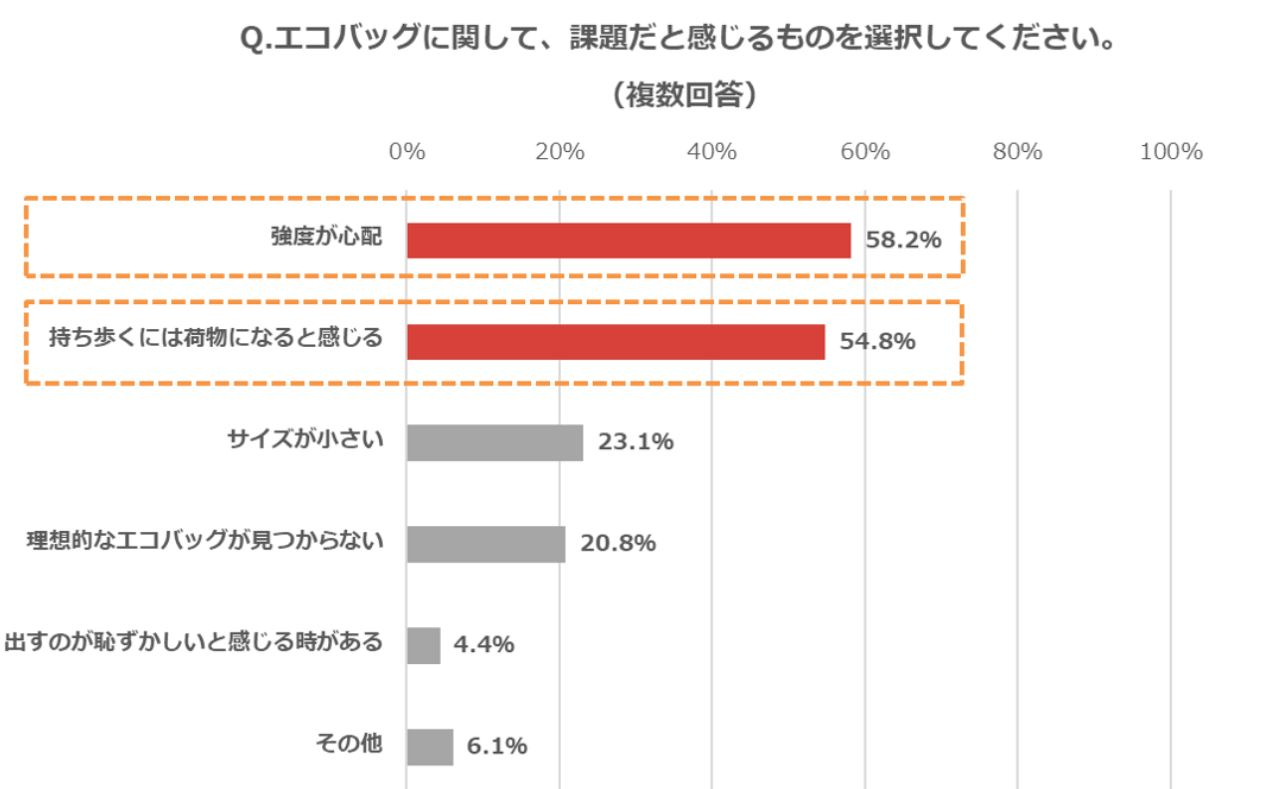 Q.エコバッグに関して、課題だと感じるものを選択してください。
（複数回答）
0% 20% 40% 60% 80% 100%
強度が心配 58.2%
持ち歩くには荷物になると感じる 54.8%
サイズが小さい 23.1%
理想的なエコバッグが見つからない 20.8%
出すのが恥ずかしいと感じる時がある 4.4%
その他 6.1%